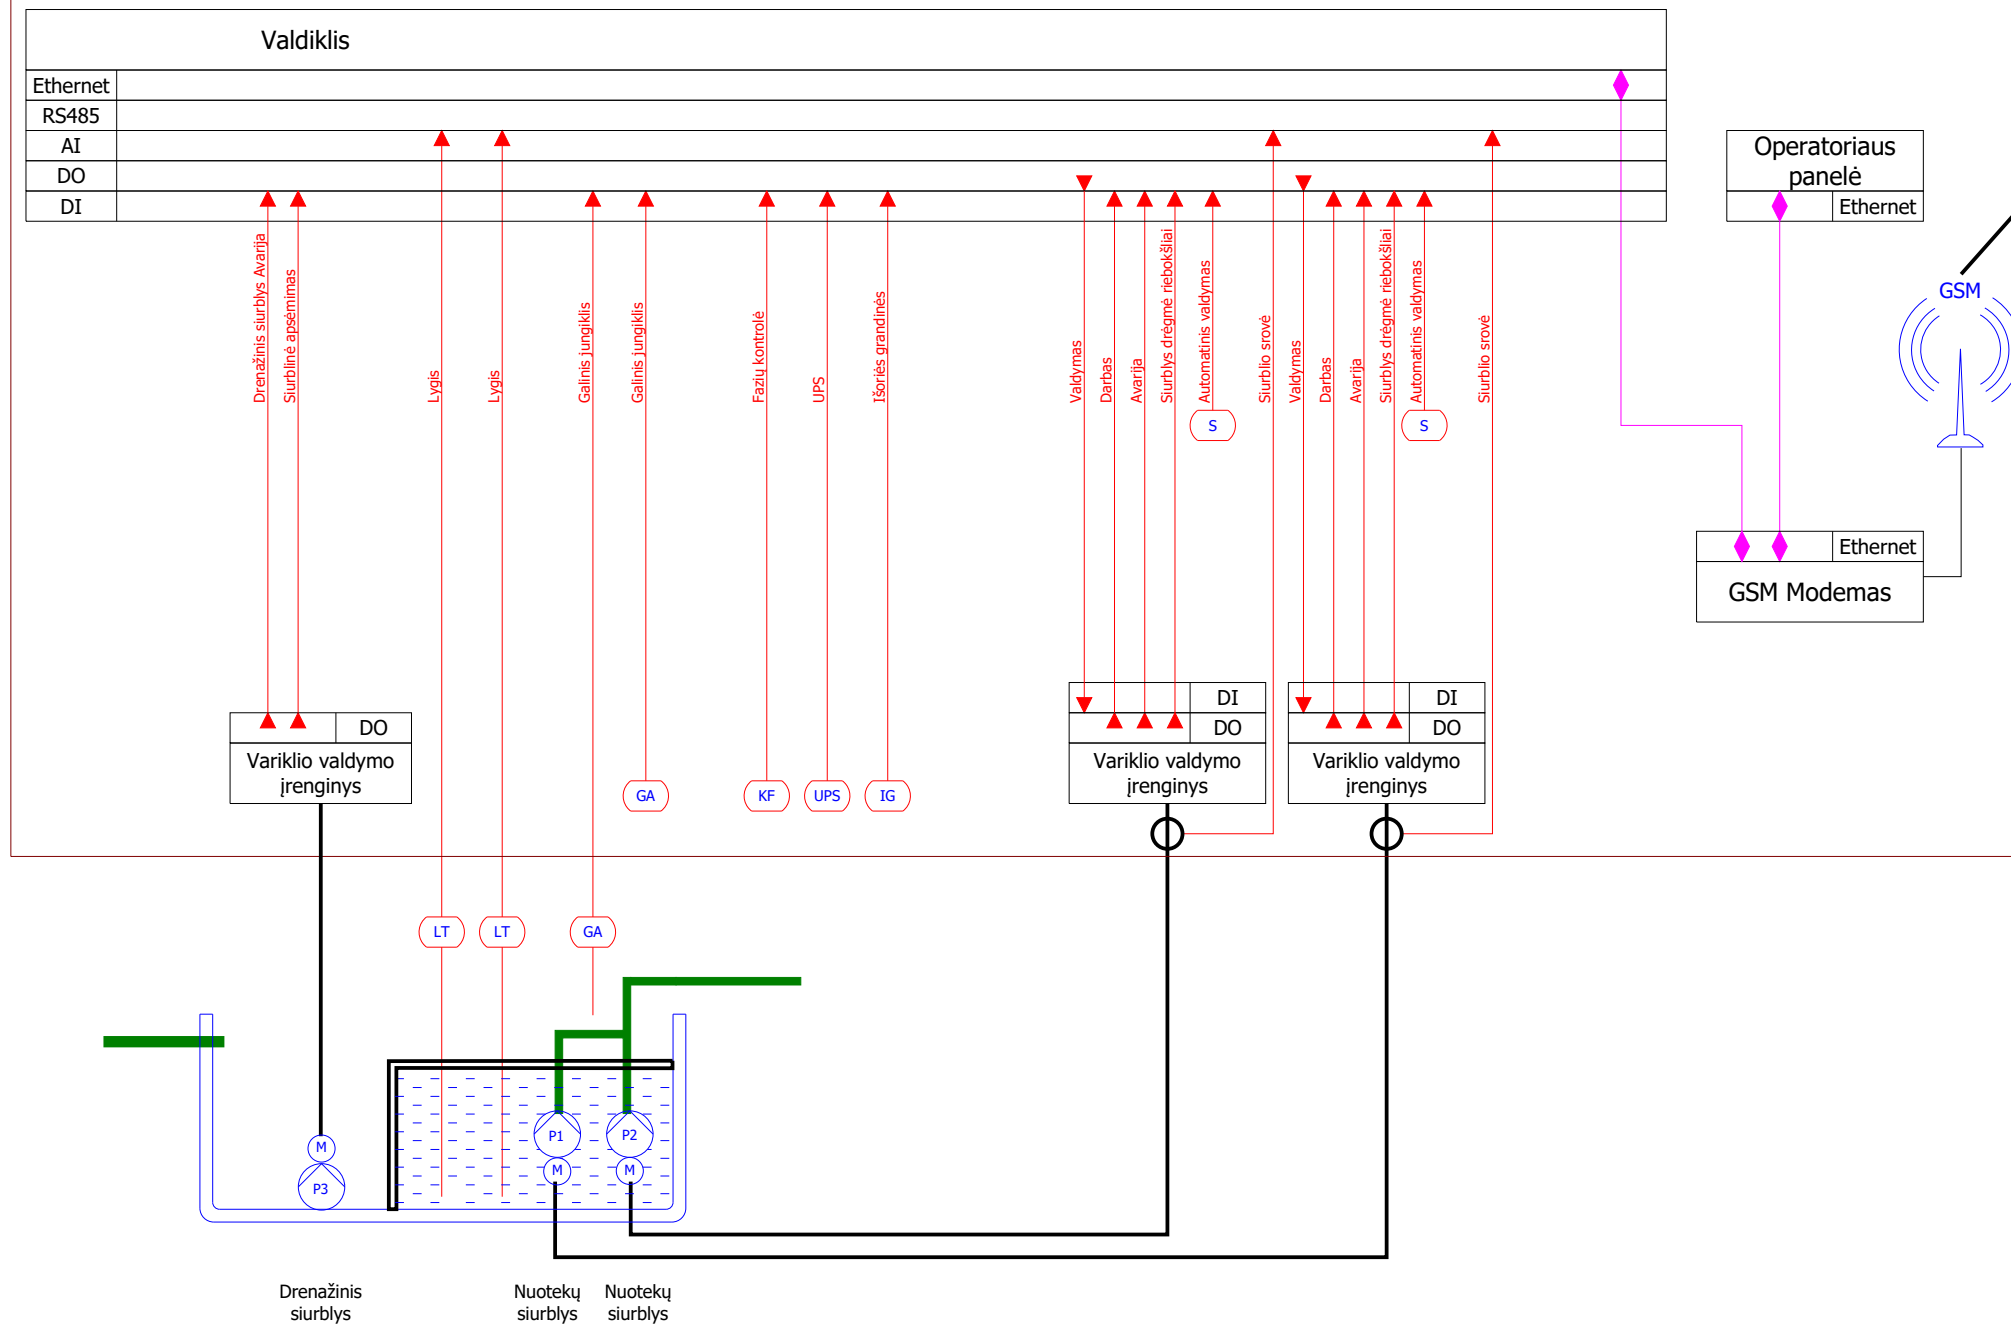 Valdiklis
Ethernet
RS485
AI
DO
DI
Operatoriaus
panelė
Ethernet
GSM
Drenažinis siurblys Avarija
Siurblinė apsėmimas
Lygis
Lygis
Galinis jungiklis
Galinis jungiklis
Fazių kontrolė
UPS
Išoriės grandinės
Valdymas
Darbas
Avarija
Siurblys drėgmė riebokšliai
Automatinis valdymas
Siurblio srovė
Valdymas
Darbas
Avarija
Siurblys drėgmė riebokšliai
Automatinis valdymas
Siurblio srovė
S
S
Ethernet
GSM Modemas
DO
Variklio valdymo
įrenginys
GA
KF
UPS
IG
DI
DO
Variklio valdymo
įrenginys
DI
DO
Variklio valdymo
įrenginys
LT
LT
GA
M
P3
P1
M
P2
M
Drenažinis
siurblys
Nuotekų
siurblys
Nuotekų
siurblys